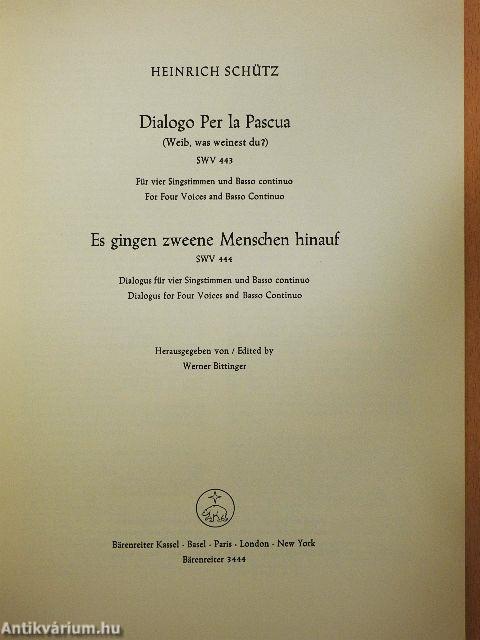 HEINRICH SCHÜTZ
Dialogo Per la Pascua
(Weib, was weinest du?)
SWV 443
Für vier Singstimmen und Basso continuo
For Four Voices and Basso Continuo
Es gingen zweene Menschen hinauf
SWV 444
Dialogus für vier Singstimmen und Basso continuo
Dialogus for Four Voices and Basso Continuo
Herausgegeben von / Edited by
Werner Bittinger
Bärenreiter Kassel · Basel · Paris · London · New York
Bärenreiter 3444
Antikvárium.hu